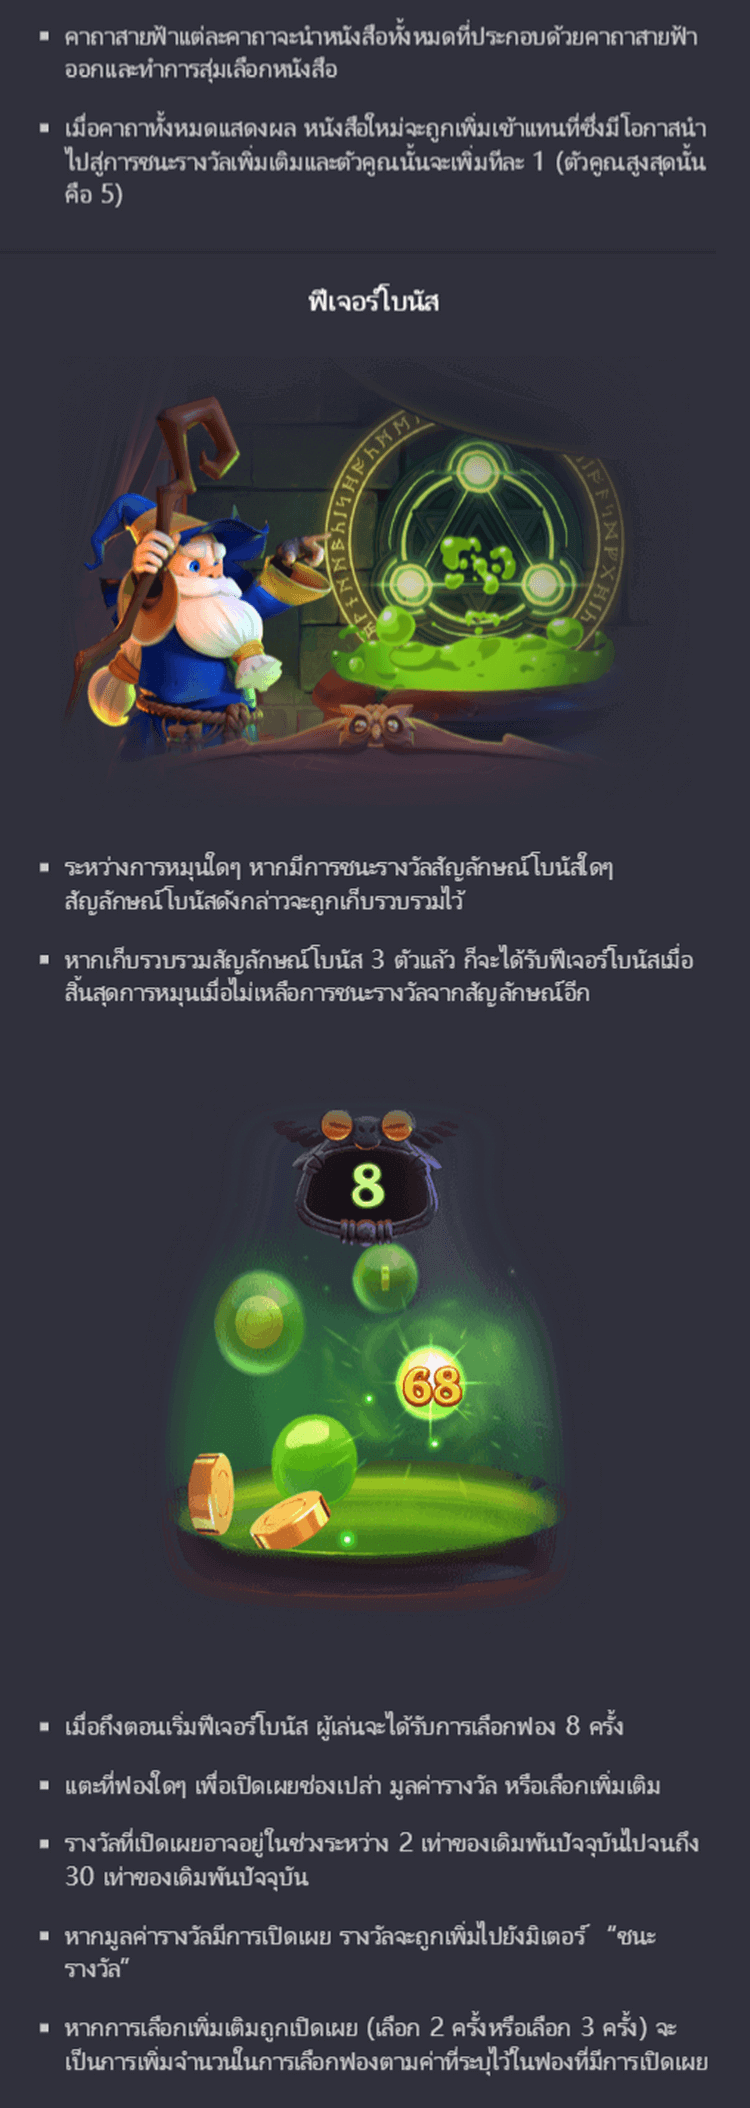 ▪ คาถาสายฟ้าแต่ละคาถาจะนำหนังสือทั้งหมดที่ประกอบด้วยคาถาสายฟ้า
ออกและทำการสุ่มเลือกหนังสือ
▪ เมื่อคาถาทั้งหมดแสดงผล หนังสือใหม่จะถูกเพิ่มเข้าแทนที่ซึ่งมีโอกาสนำ
ไปสู่การชนะรางวัลเพิ่มเติมและตัวคูณนั้นจะเพิ่มทีละ 1 (ตัวคูณสูงสุดนั้น
คือ 5)
ฟีเจอร์โบนัส
▪ ระหว่างการหมุนใดๆ หากมีการชนะรางวัลสัญลักษณ์โบนัสใดๆ
สัญลักษณ์โบนัสดังกล่าวจะถูกเก็บรวบรวมไว้
▪ หากเก็บรวบรวมสัญลักษณ์โบนัส 3 ตัวแล้ว ก็จะได้รับฟีเจอร์โบนัสเมื่อ
สิ้นสุดการหมุนเมื่อไม่เหลือการชนะรางวัลจากสัญลักษณ์อีก
8
68
▪ เมื่อถึงตอนเริ่มฟีเจอร์โบนัส ผู้เล่นจะได้รับการเลือกฟอง 8 ครั้ง
▪ แตะที่ฟองใดๆ เพื่อเปิดเผยช่องเปล่า มูลค่ารางวัล หรือเลือกเพิ่มเติม
▪ รางวัลที่เปิดเผยอาจอยู่ในช่วงระหว่าง 2 เท่าของเดิมพันปัจจุบันไปจนถึง
30 เท่าของเดิมพันปัจจุบัน
▪ หากมูลค่ารางวัลมีการเปิดเผย รางวัลจะถูกเพิ่มไปยังมิเตอร์ “ชนะ
รางวัล”
▪ หากการเลือกเพิ่มเติมถูกเปิดเผย (เลือก 2 ครั้งหรือเลือก 3 ครั้ง) จะ
เป็นการเพิ่มจำนวนในการเลือกฟองตามค่าที่ระบุไว้ในฟองที่มีการเปิดเผย